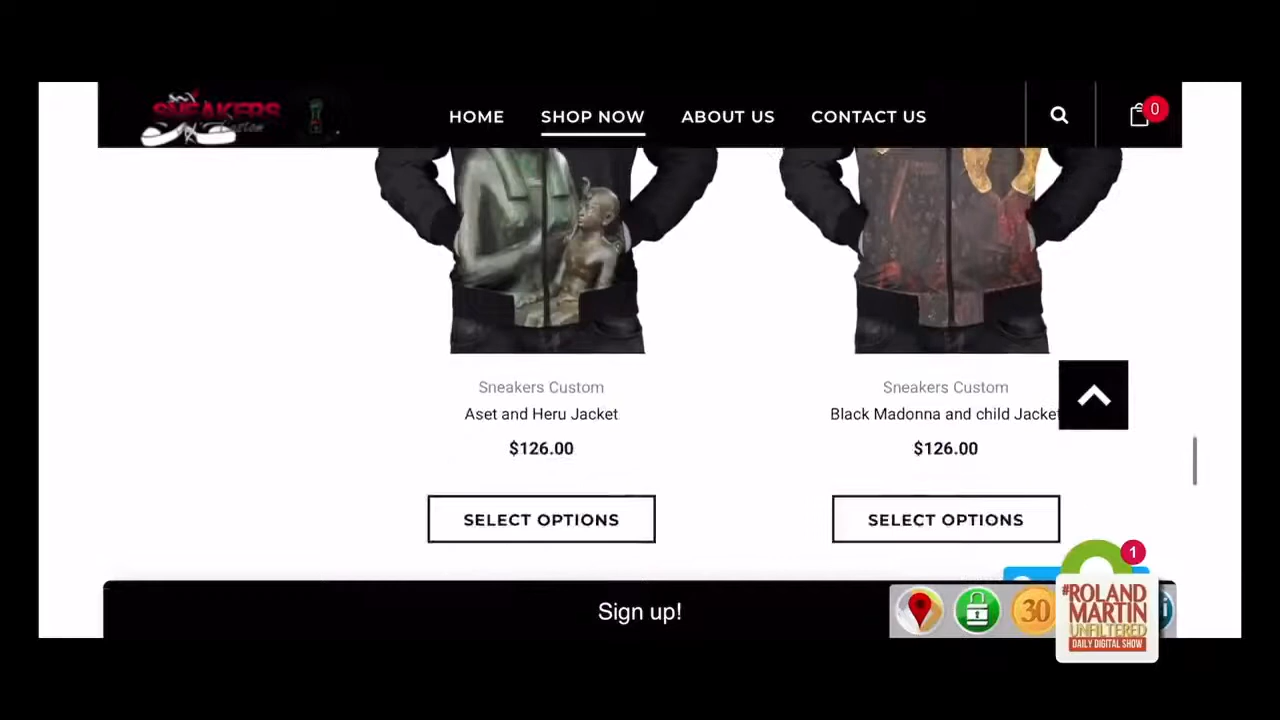 SNEAKERS
HOME
SHOP NOW
ABOUT US
CONTACT US
0
Sneakers Custom
Aset and Heru Jacket
$126.00
SELECT OPTIONS
Sneakers Custom
Black Madonna and child Jacket
$126.00
SELECT OPTIONS
Sign up!
30
1
#ROLAND
MARTIN
UNFILTERED
DAILY DIGITAL SHOW